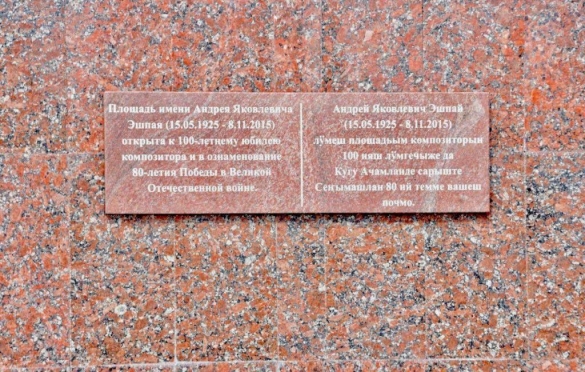 Площадь имени Андрея Яковлевича
Эшпая (15.05.1925 - 8.11.2015)
открыта к 100-летнему юбилею
композитора и в ознаменование
80-летия Победы в Великой
Отечественной войне.
Андрей Яковлевич Эшпай
(15.05.1925 - 8.11.2015)
лӱмеш площадьым композиторын
100 ияш лӱмгечыже да
Кугу Ачамланде сарыште
Сеҥымашлан 80 ий темме вашеш
почмо.